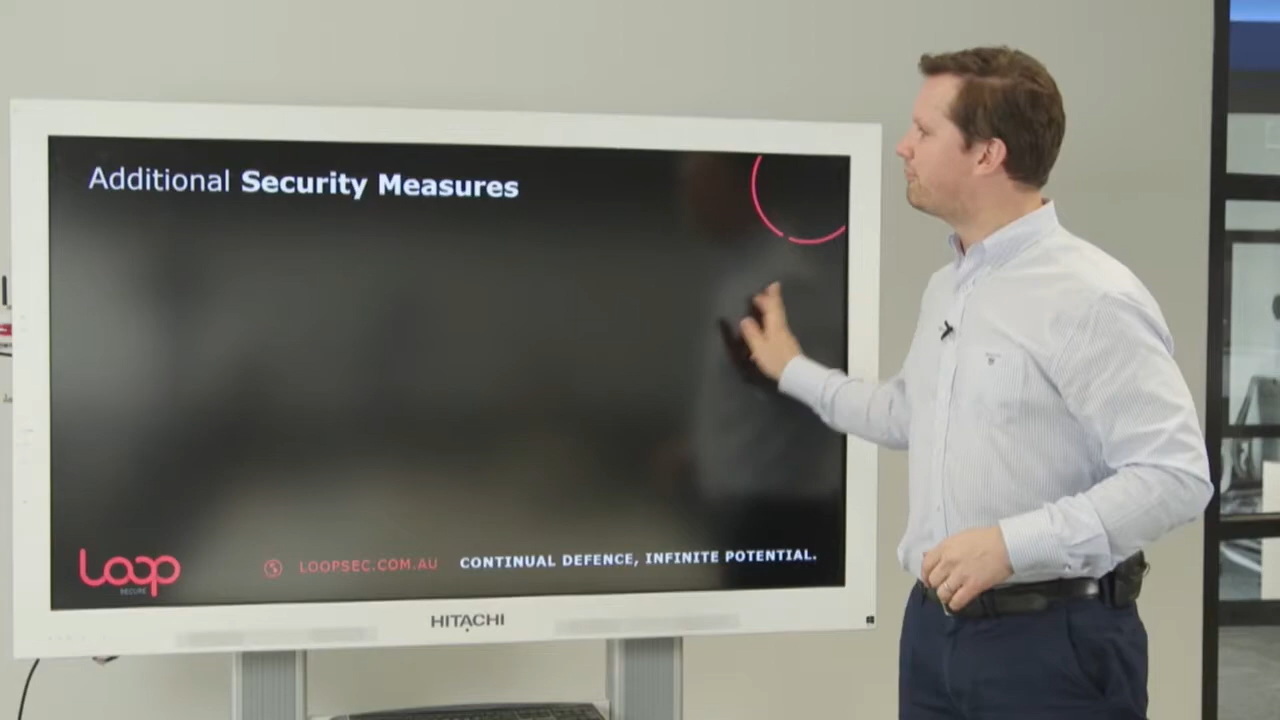 Additional Security Measures
Loop
SECURE
LOOPSEC.COM.AU
CONTINUAL DEFENCE, INFINITE POTENTIAL.
HITACHI